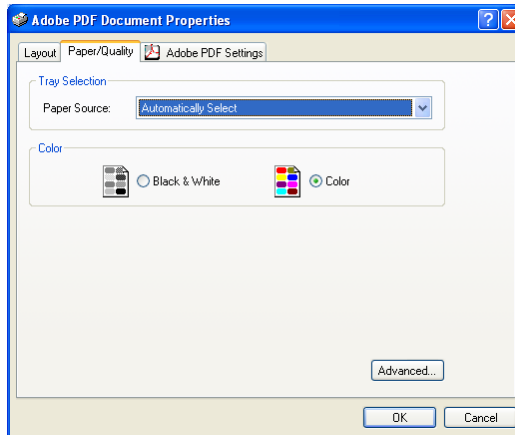 Adobe PDF Document Properties
Layout Paper/Quality Adobe PDF Settings
Tray Selection
Paper Source: Automatically Select
Color
Black & White Color
Advanced...
OK Cancel